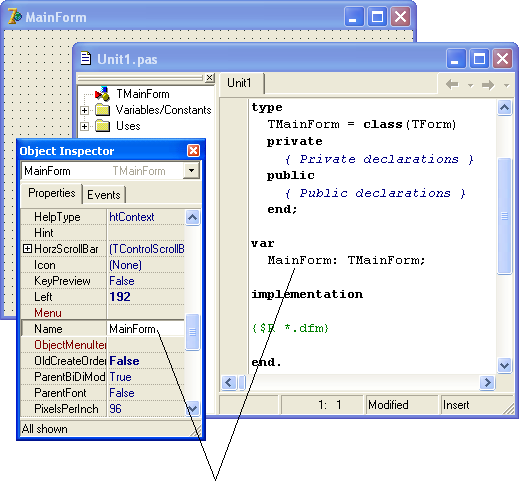 MainForm
Unit1.pas
TMainForm
Variables/Constants
Uses
Unit1
type
TMainForm = class(TForm)
private
{ Private declarations }
public
{ Public declarations }
end;
var
MainForm: TMainForm;
implementation
{$R *.dfm}
end.
1: 1 Modified Insert
Object Inspector
MainForm TMainForm
Properties Events
HelpType htContext
Hint
HorzScrollBar (TControlScrollB
Icon (None)
KeyPreview False
Left 192
Menu
Name MainForm
ObjectMenuIter
OldCreateOrder False
ParentBiDiMod True
ParentFont False
PixelsPerInch 96
All shown